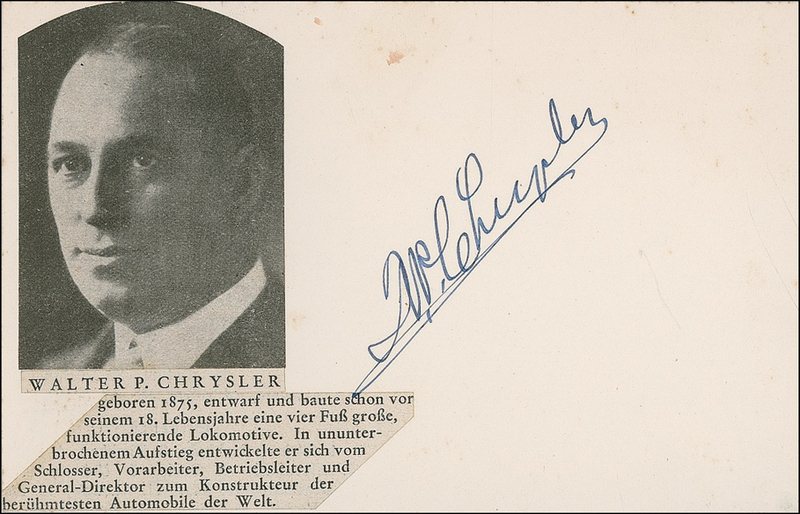 WALTER P. CHRYSLER
geboren 1875, entwarf und baute schon vor
seinem 18. Lebensjahre eine vier Fuß große,
funktionierende Lokomotive. In ununter-
brochenem Aufstieg entwickelte er sich vom
Schlosser, Vorarbeiter, Betriebsleiter und
General-Direktor zum Konstrukteur der
berühmtesten Automobile der Welt.
WP Chrysler